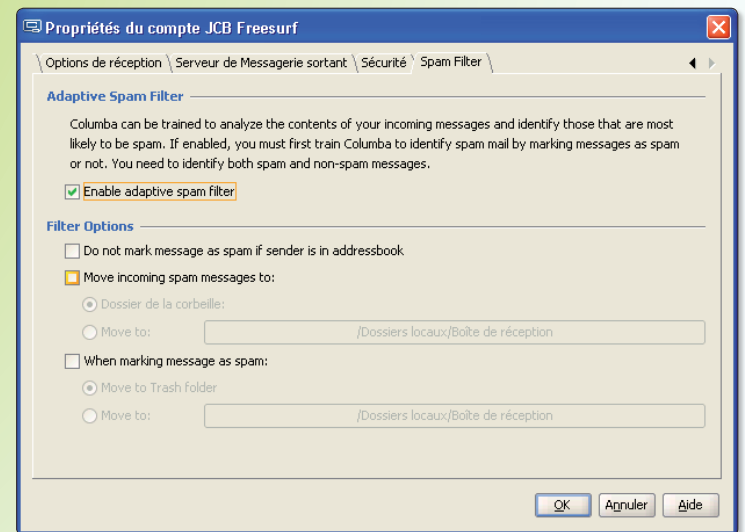 Propriétés du compte JCB Freesurf
Options de réception
Serveur de Messagerie sortant
Sécurité
Spam Filter
Adaptive Spam Filter
Columba can be trained to analyze the contents of your incoming messages and identify those that are most
likely to be spam. If enabled, you must first train Columba to identify spam mail by marking messages as spam
or not. You need to identify both spam and non-spam messages.
Enable adaptive spam filter
Filter Options
Do not mark message as spam if sender is in addressbook
Move incoming spam messages to:
Dossier de la corbeille:
Move to: /Dossiers locaux/Boîte de réception
When marking message as spam:
Move to Trash folder
Move to: /Dossiers locaux/Boîte de réception
OK Annuler Aide